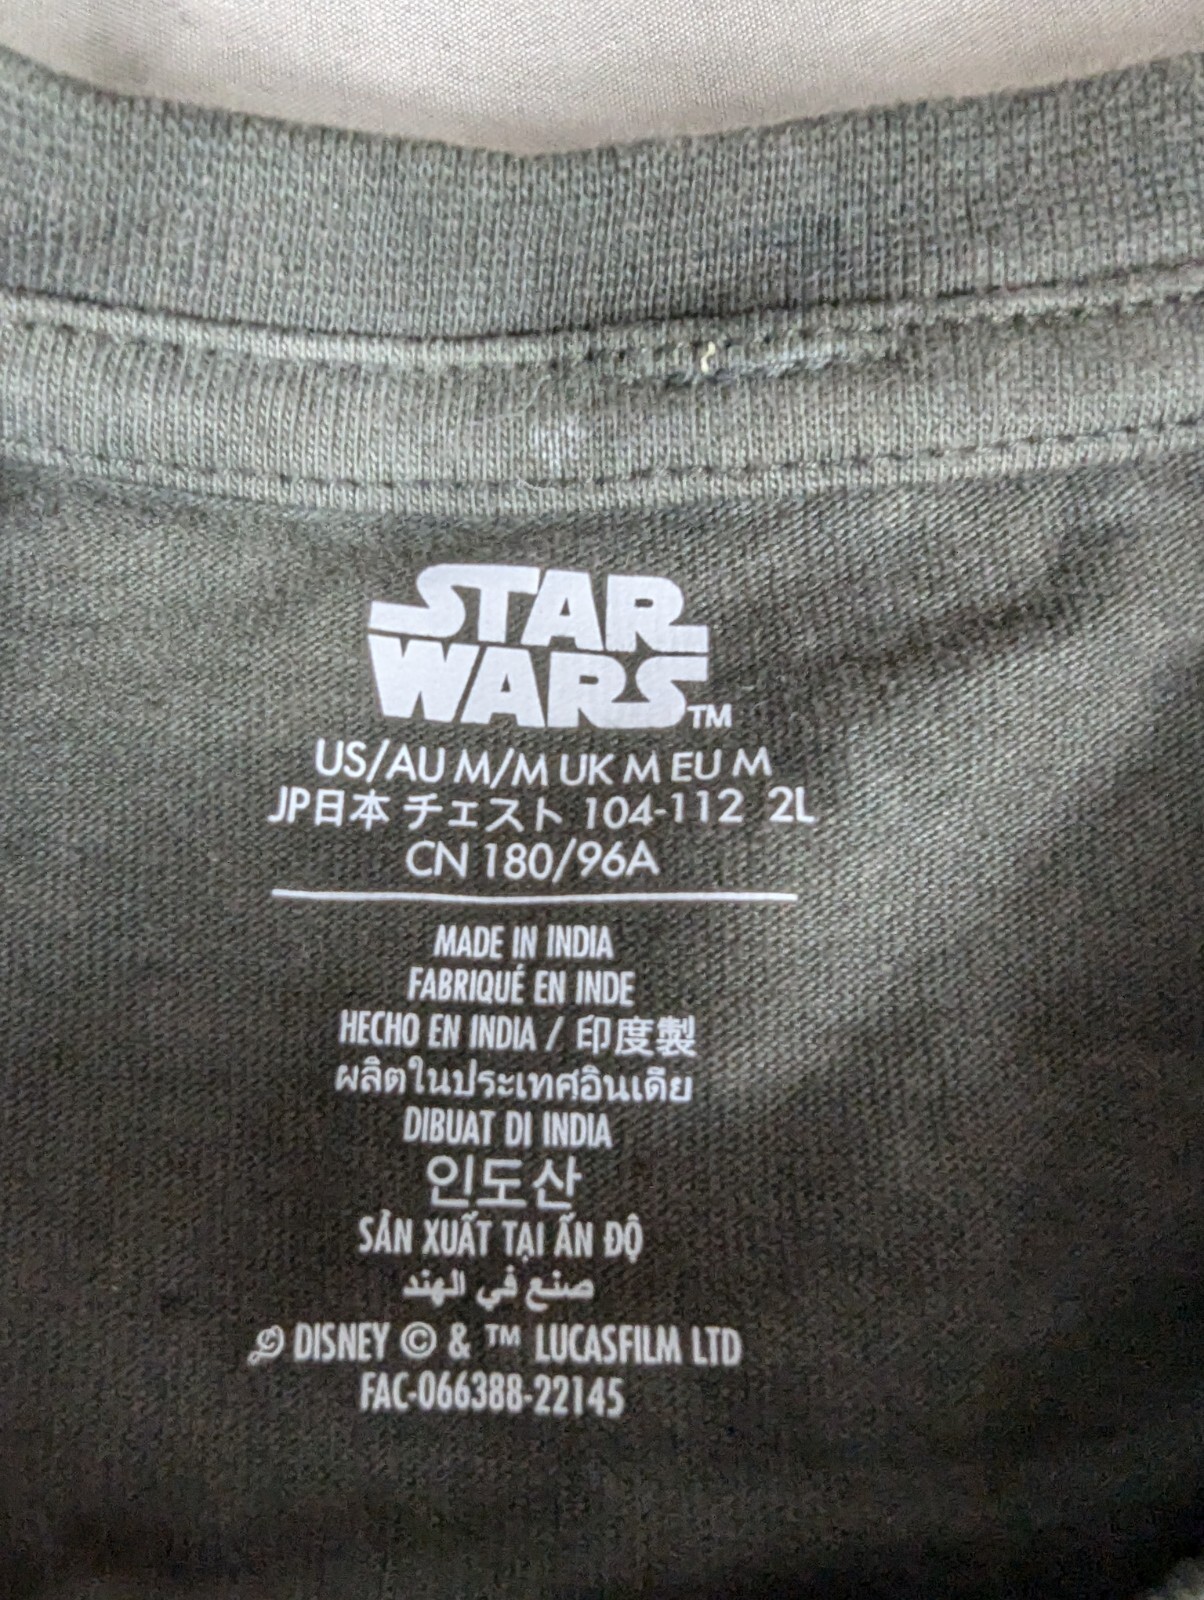 STAR
WARS™
US/AU M/M UK M EU M
JP日本 チェスト 104-112 2L
CN 180/96A
MADE IN INDIA
FABRIQUÉ EN INDE
HECHO EN INDIA / 印度製
ผลิตในประเทศอินเดีย
DIBUAT DI INDIA
인도산
SẢN XUẤT TẠI ẤN ĐỘ
صنع في الهند
DISNEY © & ™ LUCASFILM LTD
FAC-066388-22145